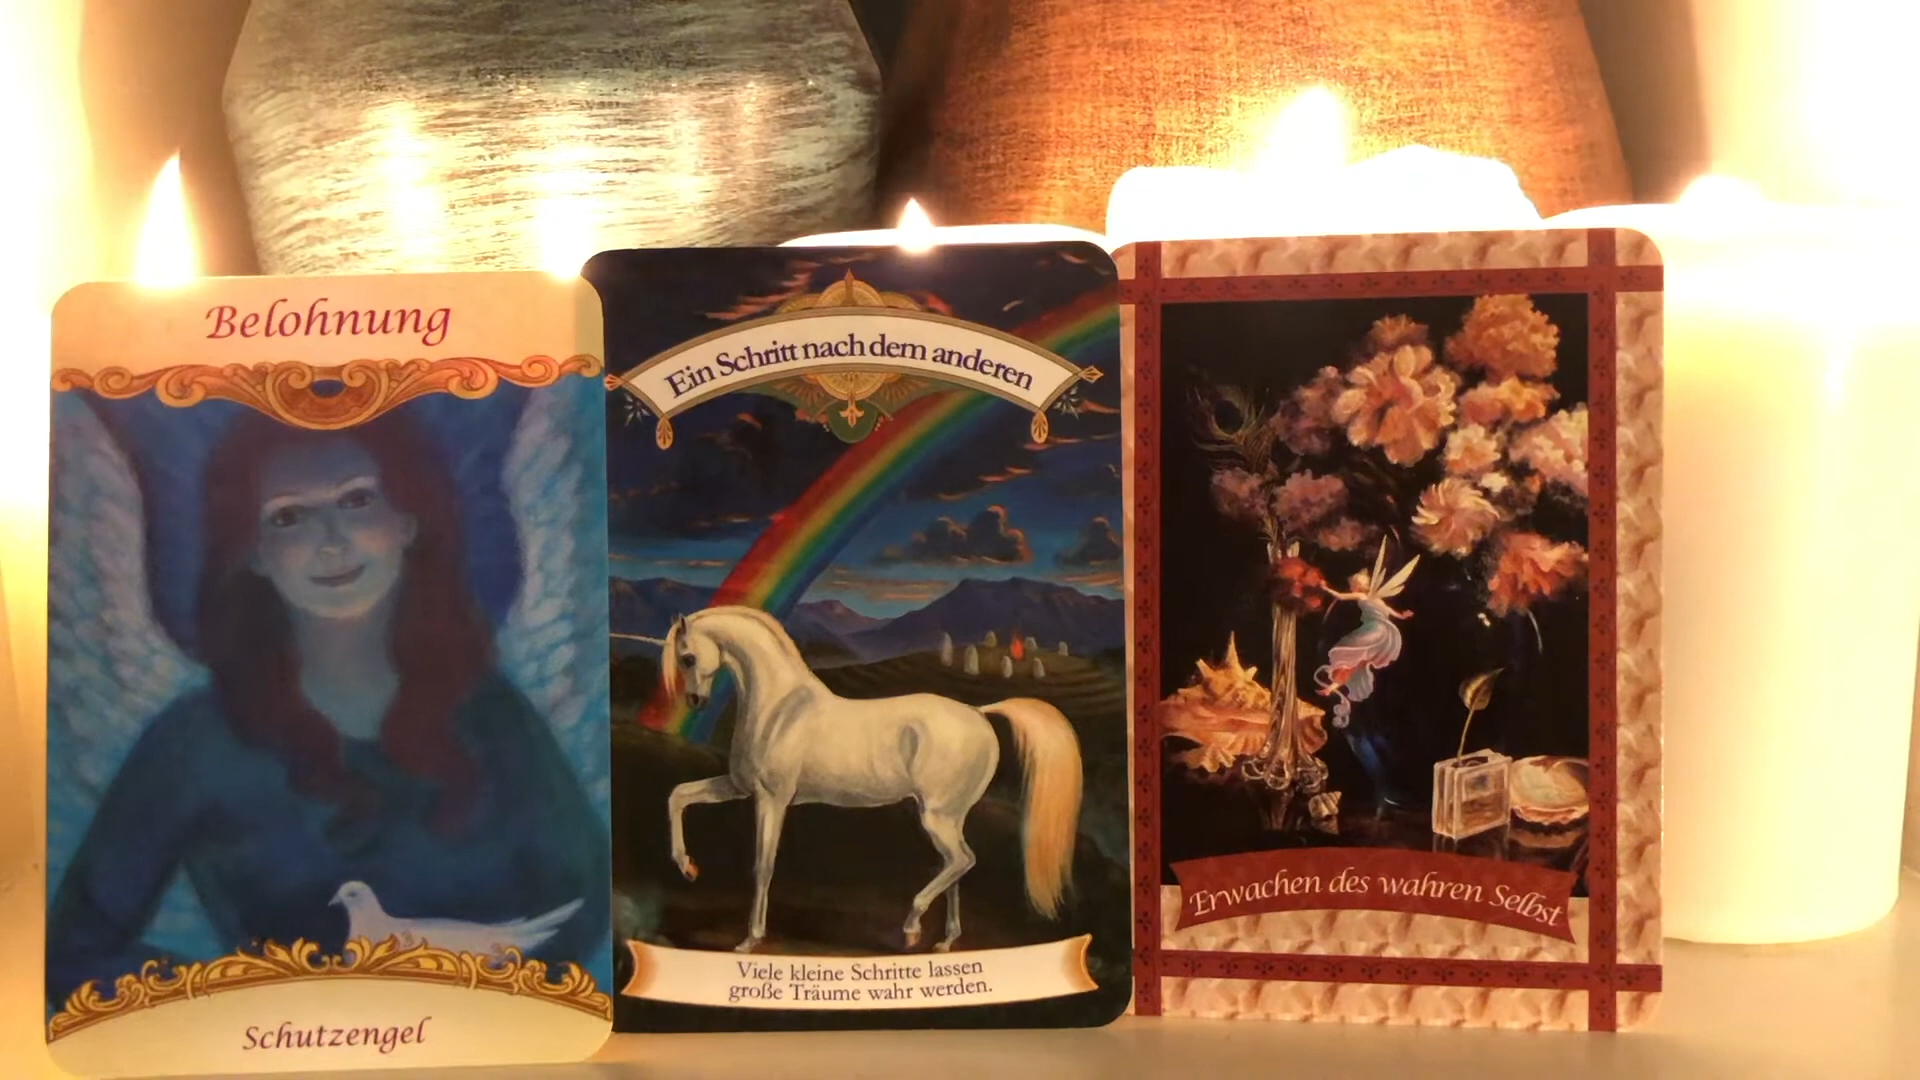 Belohnung
Schutzengel
Ein Schritt nach dem anderen
Viele kleine Schritte lassen
große Träume wahr werden.
Erwachen des wahren Selbst